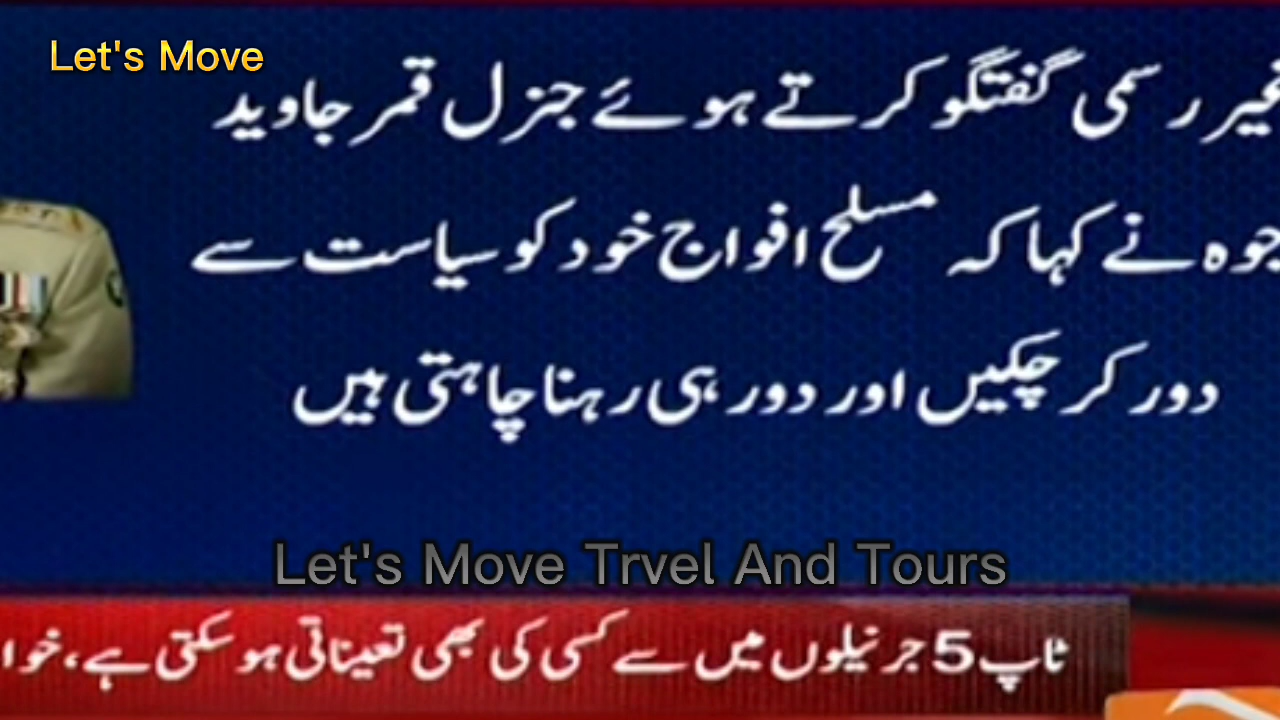 Let's Move
غیر رسمی گفتگو کرتے ہوئے جنرل قمر جاوید
نے کہا کہ مسلح افواج خود کو سیاست سے
دور کر چکیں اور دور ہی رہنا چاہتی ہیں
Let's Move Trvel And Tours
ٹاپ 5 جرنیلوں میں سے کسی کی بھی تعیناتی ہو سکتی ہے،